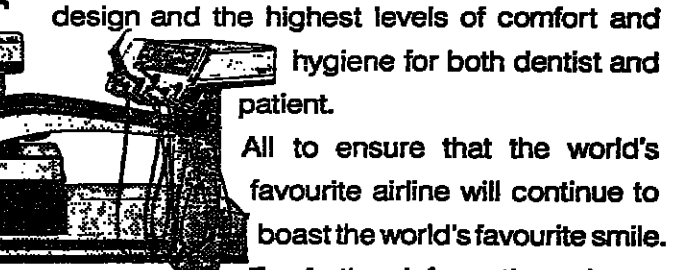 design and the highest levels of comfort and
hygiene for both dentist and
patient.
All to ensure that the world's
favourite airline will continue to
boast the world's favourite smile.